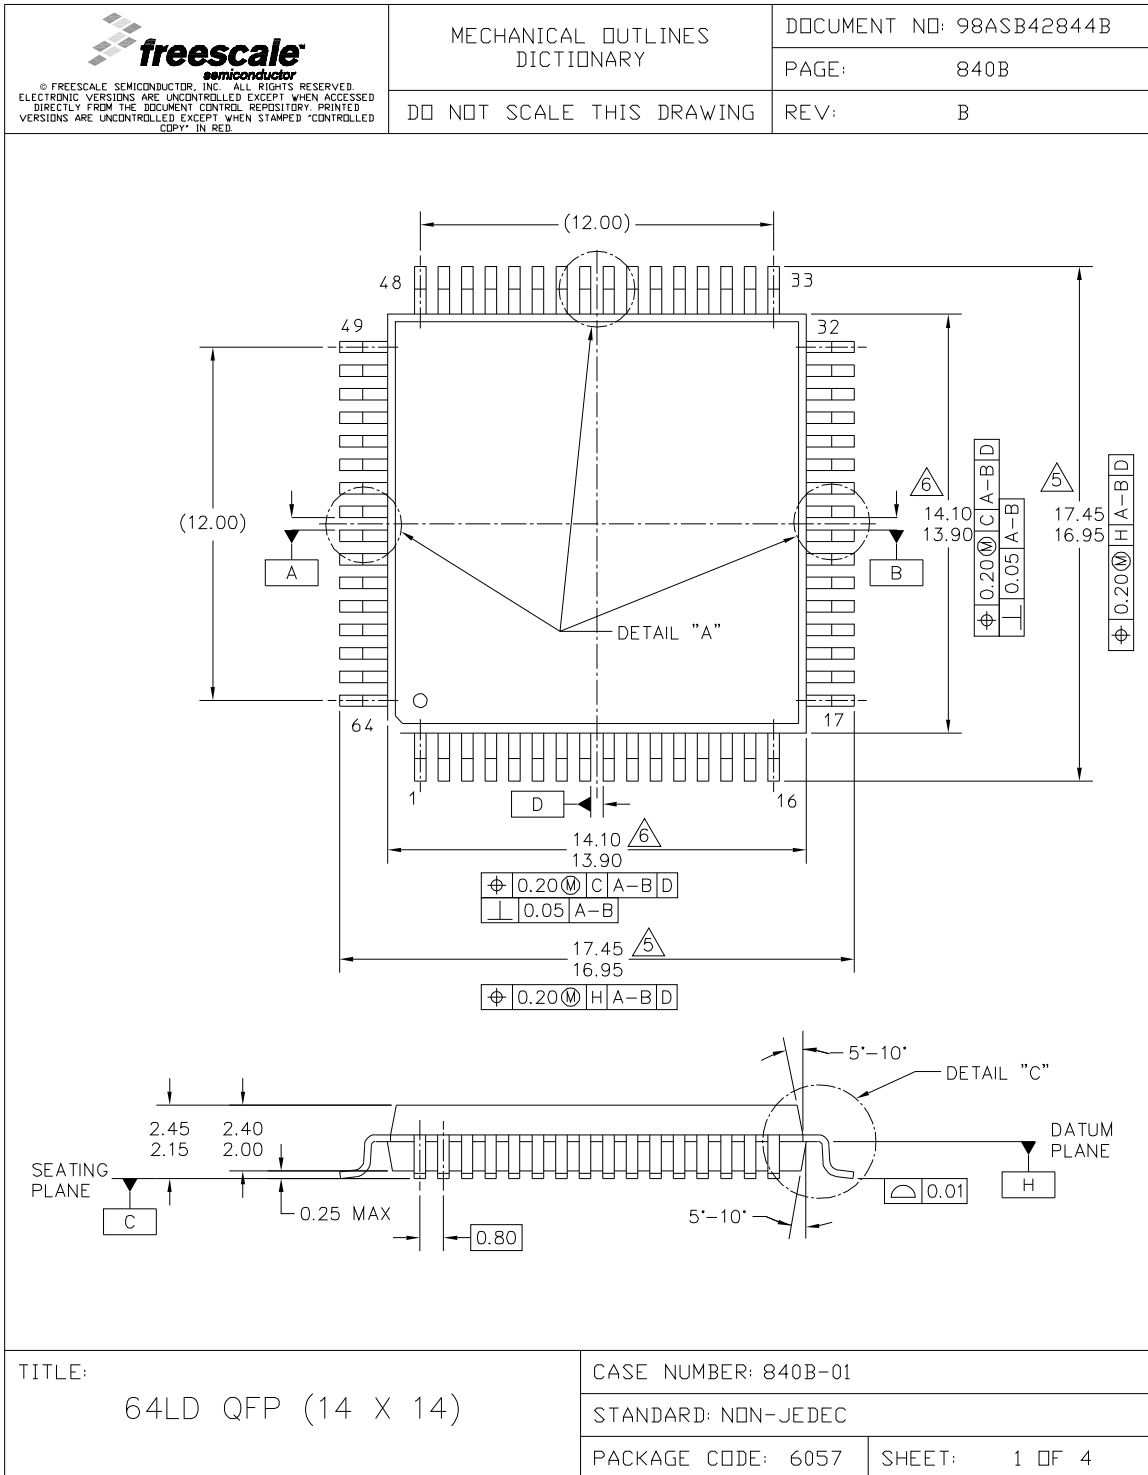 freescale™
semiconductor
© FREESCALE SEMICONDUCTOR, INC. ALL RIGHTS RESERVED.
ELECTRONIC VERSIONS ARE UNCONTROLLED EXCEPT WHEN ACCESSED
DIRECTLY FROM THE DOCUMENT CONTROL REPOSITORY. PRINTED
VERSIONS ARE UNCONTROLLED EXCEPT WHEN STAMPED "CONTROLLED
COPY" IN RED.
MECHANICAL OUTLINES
DICTIONARY
DO NOT SCALE THIS DRAWING
DOCUMENT NO: 98ASB42844B
PAGE: 840B
REV: B
(12.00)
48
33
49
32
(12.00)
A
B
DETAIL "A"
6
14.10
13.90
⌖ 0.20 Ⓜ C A-B D
⊥ 0.05 A-B
5
17.45
16.95
⌖ 0.20 Ⓜ H A-B D
64
17
1
16
D
14.10 6
13.90
⌖ 0.20 Ⓜ C A-B D
⊥ 0.05 A-B
17.45 5
16.95
⌖ 0.20 Ⓜ H A-B D
5°-10°
DETAIL "C"
2.45
2.15
2.40
2.00
DATUM
PLANE
H
SEATING
PLANE
C
0.25 MAX
0.80
5°-10°
⌓ 0.01
TITLE:
64LD QFP (14 X 14)
CASE NUMBER: 840B-01
STANDARD: NON-JEDEC
PACKAGE CODE: 6057
SHEET: 1 OF 4